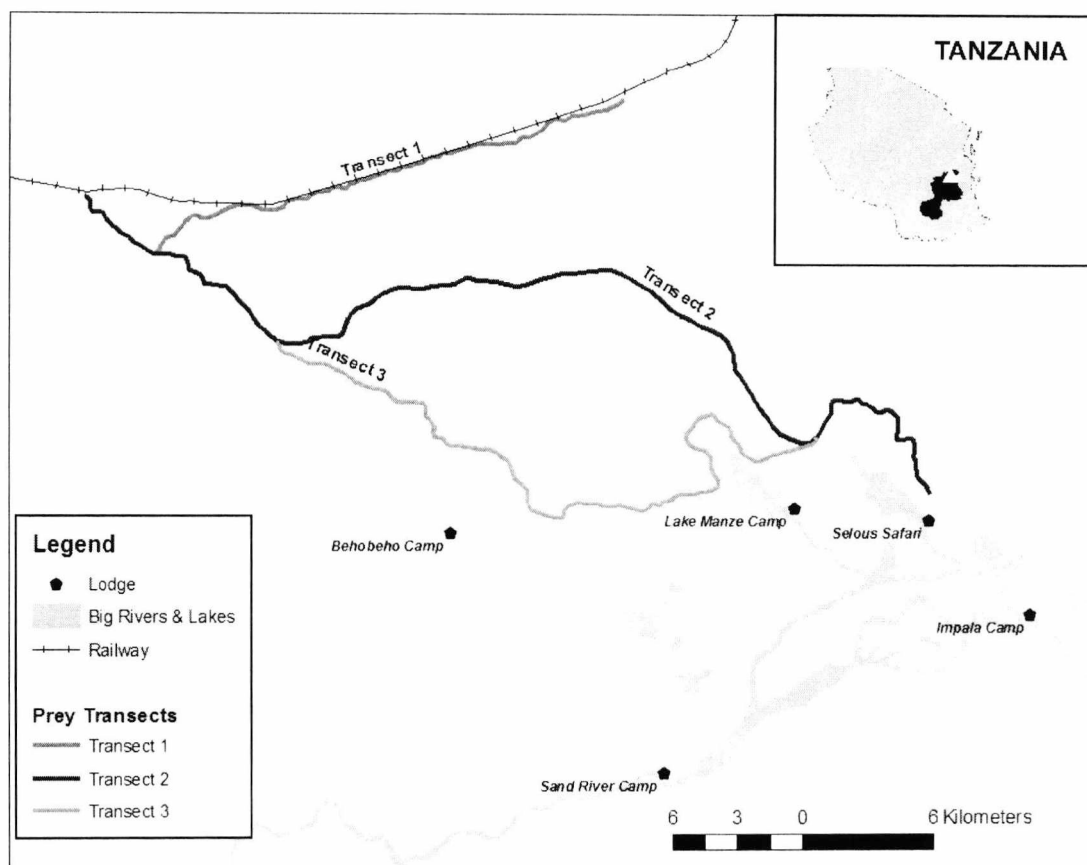 TANZANIA
Transect 1
Transect 2
Transect 3
Lake Manze Camp
Selous Safari
Behobeho Camp
Impala Camp
Sand River Camp
Legend
Lodge
Big Rivers & Lakes
Railway
Prey Transects
Transect 1
Transect 2
Transect 3
6 3 0 6 Kilometers